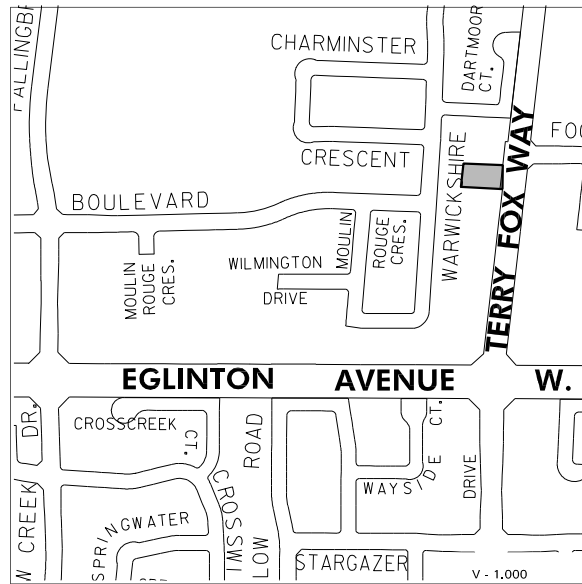 CHARMINSTER
DARTMOOR
CT.
CRESCENT
WARWICKSHIRE
TERRY FOX WAY
BOULEVARD
MOULIN
ROUGE
CRES.
WILMINGTON
DRIVE
MOULIN
ROUGE
CRES.
EGLINTON AVENUE W.
CROSSCREEK
CT.
ROAD
CT.
WAYSIDE
DRIVE
DR.
CREEK
SPRINGWATER
STARGAZER
V - 1.000